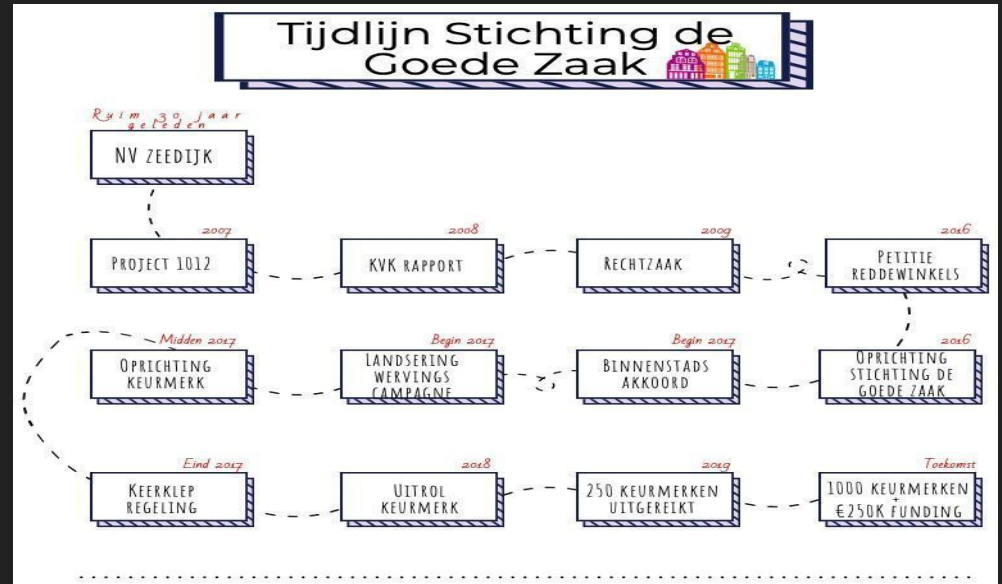 Tijdlijn Stichting de
Goede Zaak
Ruim 30 jaar
geleden
NV ZEEDIJK
2007
PROJECT 1012
2008
KVK RAPPORT
2009
RECHTZAAK
2016
PETITIE
REDDEWINKELS
2016
OPRICHTING
STICHTING DE
GOEDE ZAAK
Begin 2017
BINNENSTADS
AKKOORD
Begin 2017
LANDSERING
WERVINGS
CAMPAGNE
Midden 2017
OPRICHTING
KEURMERK
Eind 2017
KEERKLEP
REGELING
2018
UITROL
KEURMERK
2019
250 KEURMERKEN
UITGEREIKT
Toekomst
1000 KEURMERKEN
+
€250K FUNDING